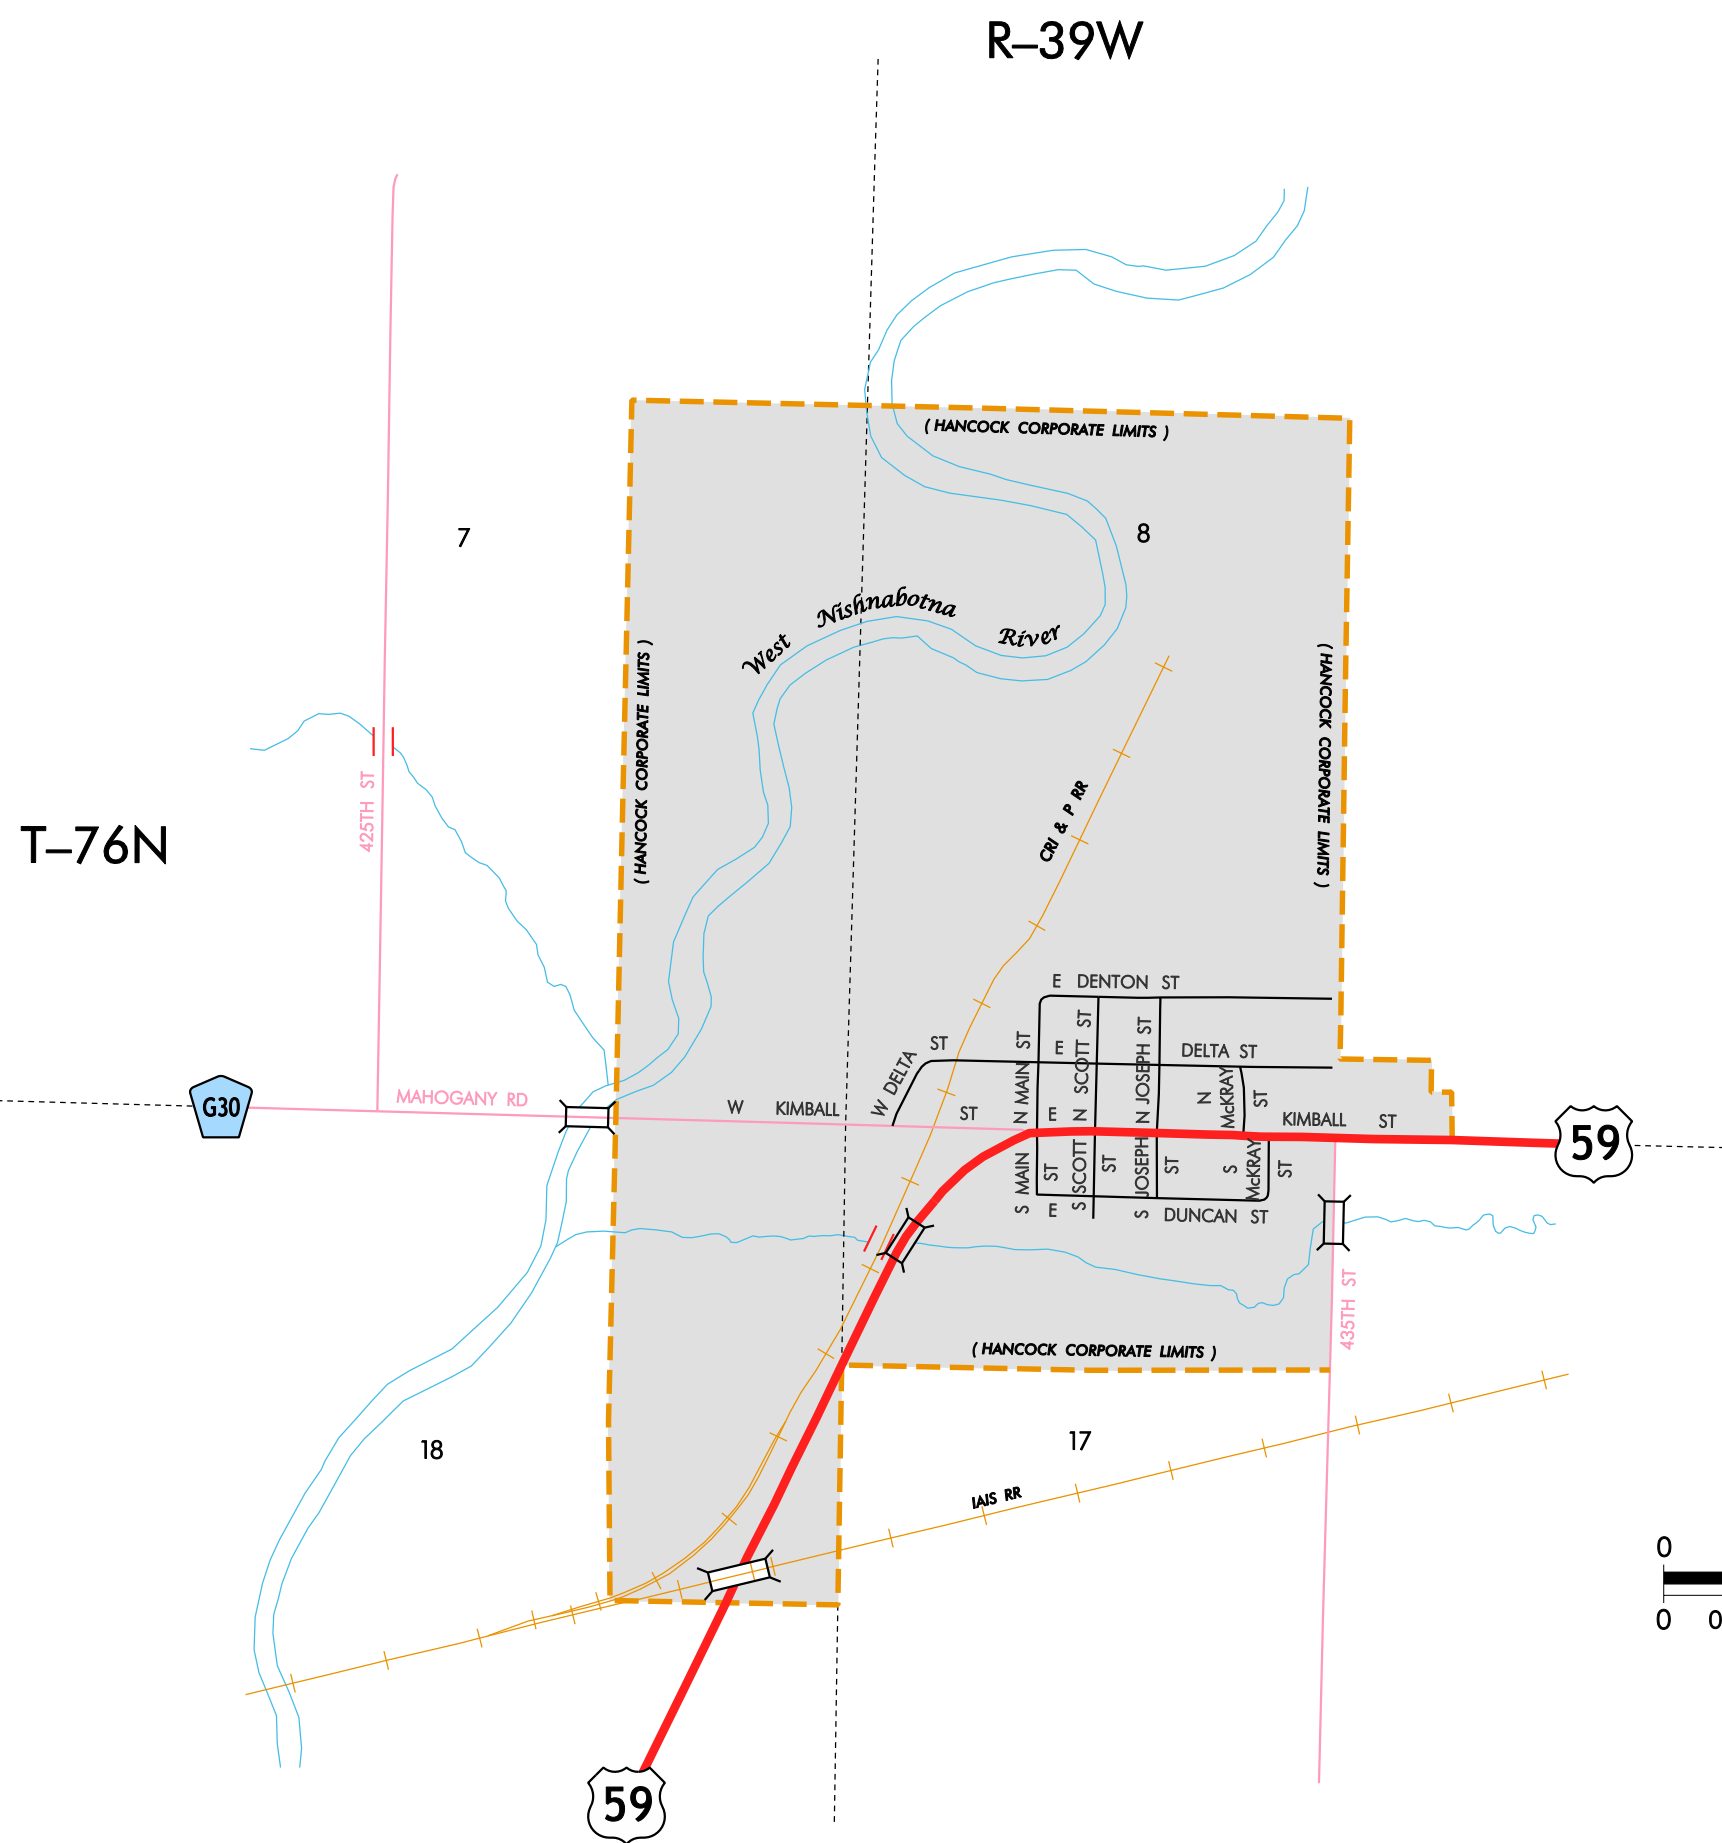 R–39W
( HANCOCK CORPORATE LIMITS )
7
8
West Nishnabotna River
( HANCOCK CORPORATE LIMITS )
( HANCOCK CORPORATE LIMITS )
425TH ST
T–76N
CRI & P RR
E DENTON ST
W DELTA ST
E DELTA ST
N MAIN ST
N SCOTT ST
N JOSEPH ST
N McKRAY ST
G30
MAHOGANY RD
W KIMBALL ST
E KIMBALL ST
59
S MAIN ST
S SCOTT ST
S JOSEPH ST
S McKRAY ST
E DUNCAN ST
435TH ST
( HANCOCK CORPORATE LIMITS )
18
17
IAIS RR
0
0 0
59